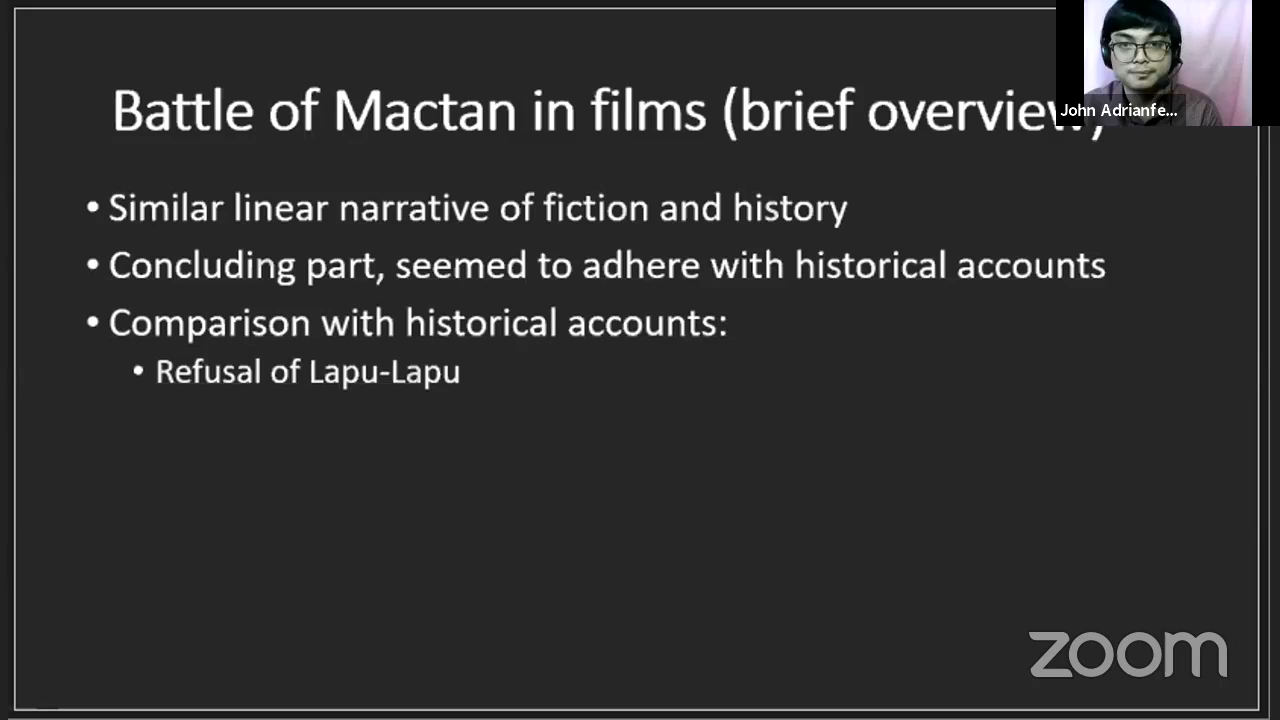 Battle of Mactan in films (brief overview)
John Adrianfe...
• Similar linear narrative of fiction and history
• Concluding part, seemed to adhere with historical accounts
• Comparison with historical accounts:
• Refusal of Lapu-Lapu
zoom